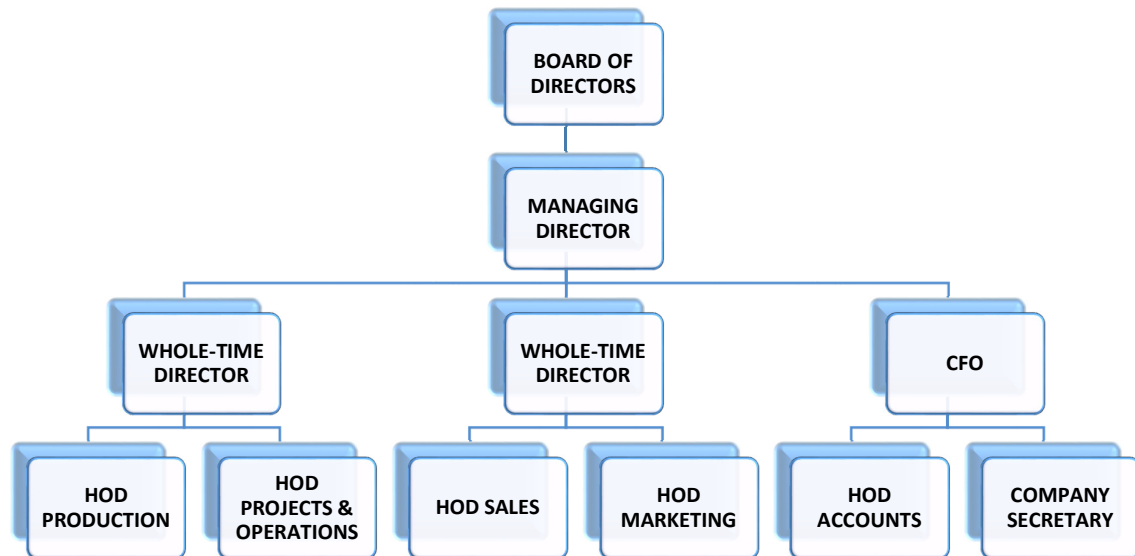 BOARD OF
DIRECTORS
MANAGING
DIRECTOR
WHOLE-TIME
DIRECTOR
WHOLE-TIME
DIRECTOR
CFO
HOD
PRODUCTION
HOD
PROJECTS &
OPERATIONS
HOD SALES
HOD
MARKETING
HOD
ACCOUNTS
COMPANY
SECRETARY